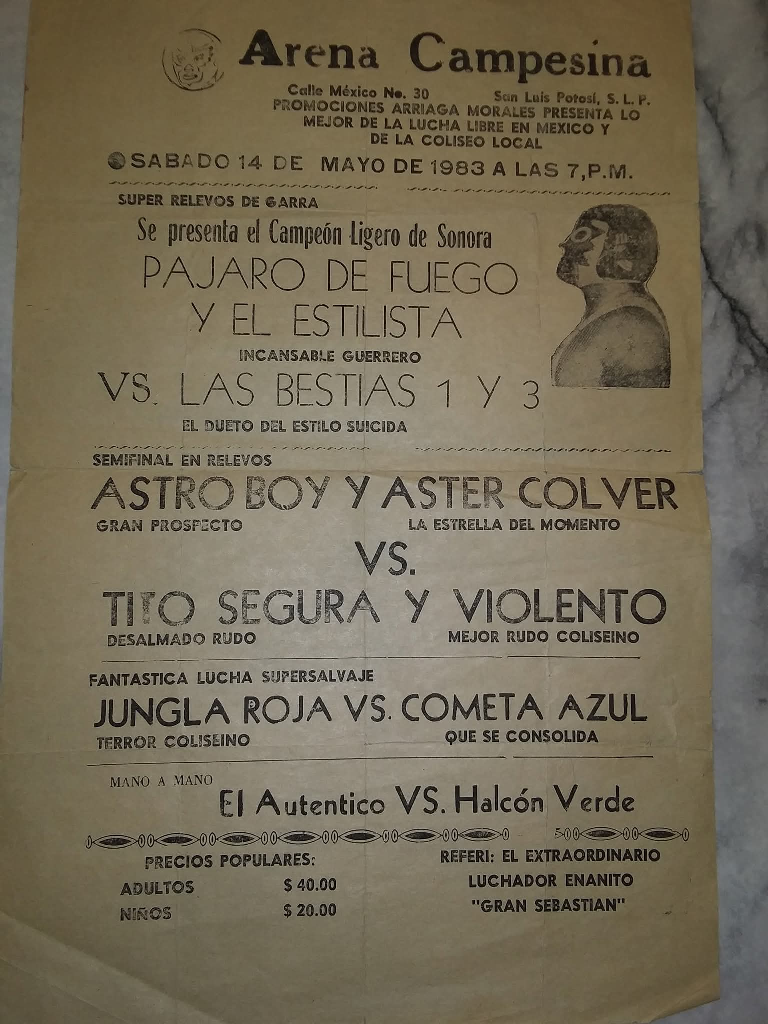 Arena Campesina
Calle México No. 30 San Luis Potosí, S. L. P.
PROMOCIONES ARRIAGA MORALES PRESENTA LO
MEJOR DE LA LUCHA LIBRE EN MEXICO Y
DE LA COLISEO LOCAL
SABADO 14 DE MAYO DE 1983 A LAS 7,P.M.
SUPER RELEVOS DE GARRA
Se presenta el Campeón Ligero de Sonora
PAJARO DE FUEGO
Y EL ESTILISTA
INCANSABLE GUERRERO
VS. LAS BESTIAS 1 Y 3
EL DUETO DEL ESTILO SUICIDA
SEMIFINAL EN RELEVOS
ASTRO BOY Y ASTER COLVER
GRAN PROSPECTO LA ESTRELLA DEL MOMENTO
VS.
TITO SEGURA Y VIOLENTO
DESALMADO RUDO MEJOR RUDO COLISEINO
FANTASTICA LUCHA SUPERSALVAJE
JUNGLA ROJA VS. COMETA AZUL
TERROR COLISEINO QUE SE CONSOLIDA
MANO A MANO
El Autentico VS. Halcón Verde
PRECIOS POPULARES:
ADULTOS $ 40.00
NIÑOS $ 20.00
REFERI: EL EXTRAORDINARIO
LUCHADOR ENANITO
"GRAN SEBASTIAN"